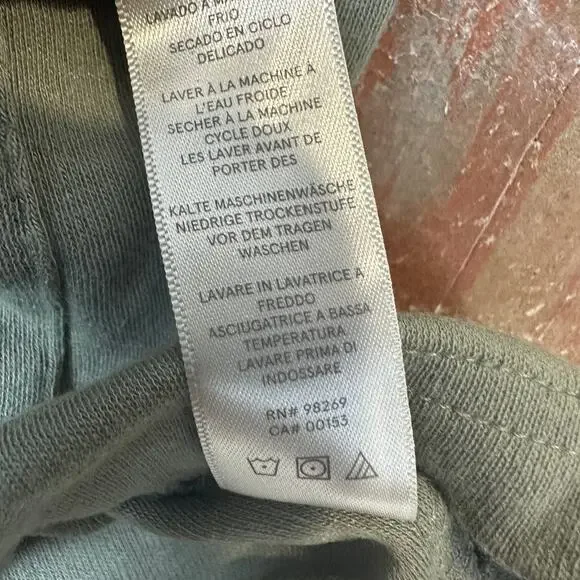 LAVADO A
FRIO
SECADO EN CICLO
DELICADO
LAVER À LA MACHINE À
L'EAU FROIDE
SECHER À LA MACHINE
CYCLE DOUX
LES LAVER AVANT DE
PORTER DES
KALTE MASCHINENWÄSCHE
NIEDRIGE TROCKENSTUFE
VOR DEM TRAGEN
WASCHEN
LAVARE IN LAVATRICE A
FREDDO
ASCIUGATRICE A BASSA
TEMPERATURA
LAVARE PRIMA DI
INDOSSARE
RN# 98269
CA# 00153